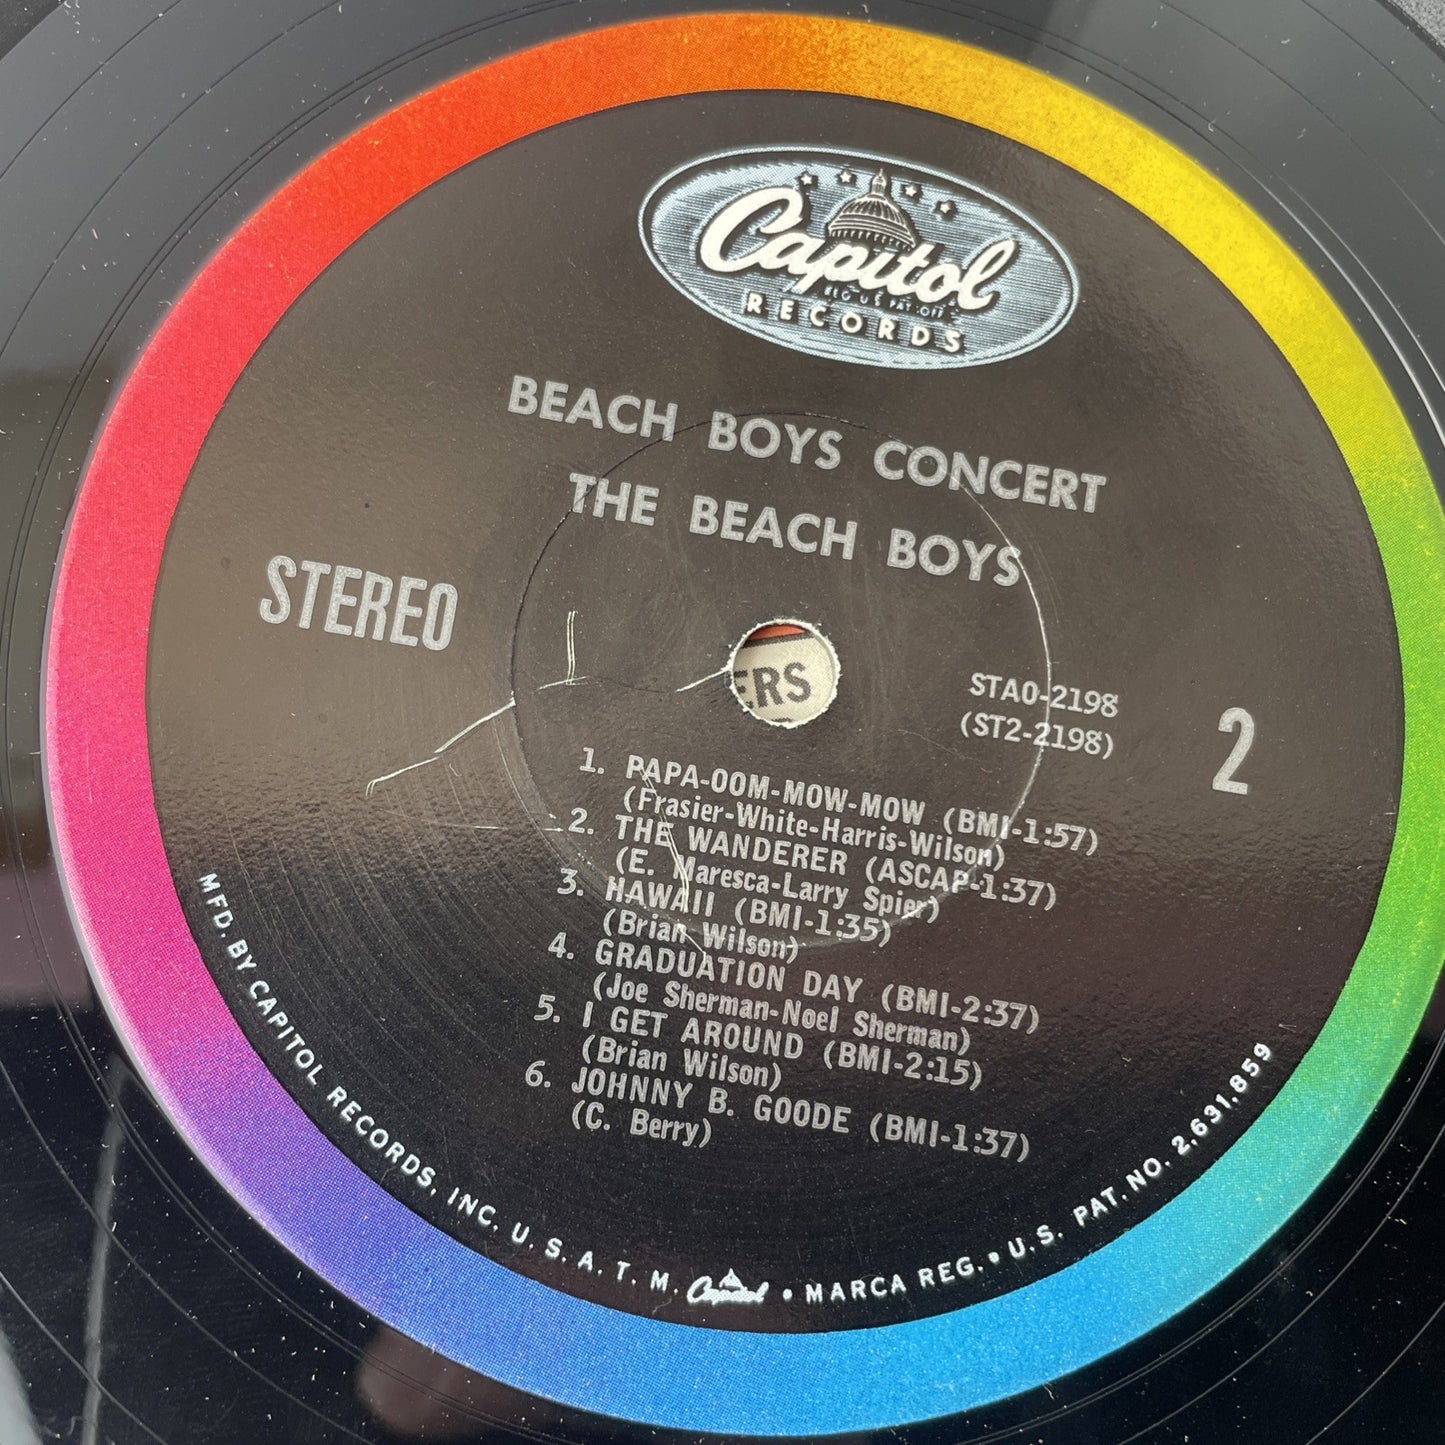 Capitol
REG. U.S. PAT. OFF.
RECORDS
BEACH BOYS CONCERT
THE BEACH BOYS
STEREO
ERS
STAO-2198
(ST2-2198)
2
1. PAPA-OOM-MOW-MOW (BMI-1:57)
(Frasier-White-Harris-Wilson)
2. THE WANDERER (ASCAP-1:37)
(E. Maresca-Larry Spier)
3. HAWAII (BMI-1:35)
(Brian Wilson)
4. GRADUATION DAY (BMI-2:37)
(Joe Sherman-Noel Sherman)
5. I GET AROUND (BMI-2:15)
(Brian Wilson)
6. JOHNNY B. GOODE (BMI-1:37)
(C. Berry)
MFD. BY CAPITOL RECORDS, INC. U. S. A. T. M. Capitol • MARCA REG. • U.S. PAT. NO. 2,631,859